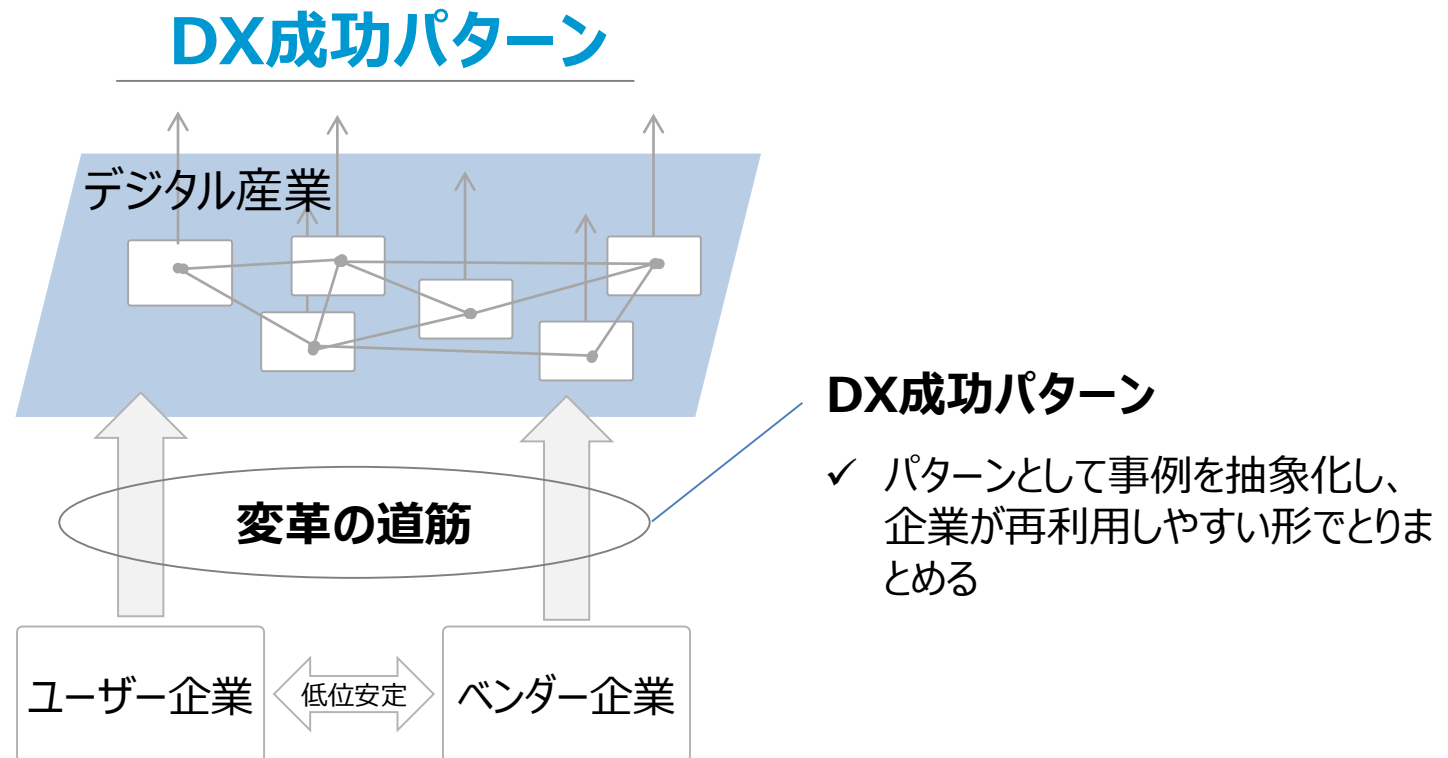 DX成功パターン
デジタル産業
変革の道筋
ユーザー企業
低位安定
ベンダー企業
DX成功パターン
✓ パターンとして事例を抽象化し、
企業が再利用しやすい形でとりま
とめる